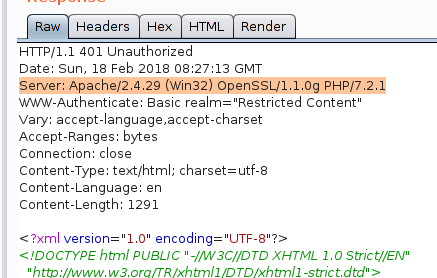 Response
Raw Headers Hex HTML Render
HTTP/1.1 401 Unauthorized
Date: Sun, 18 Feb 2018 08:27:13 GMT
Server: Apache/2.4.29 (Win32) OpenSSL/1.1.0g PHP/7.2.1
WWW-Authenticate: Basic realm="Restricted Content"
Vary: accept-language,accept-charset
Accept-Ranges: bytes
Connection: close
Content-Type: text/html; charset=utf-8
Content-Language: en
Content-Length: 1291
<?xml version="1.0" encoding="UTF-8"?>
<!DOCTYPE html PUBLIC "-//W3C//DTD XHTML 1.0 Strict//EN"
"http://www.w3.org/TR/xhtml1/DTD/xhtml1-strict.dtd">